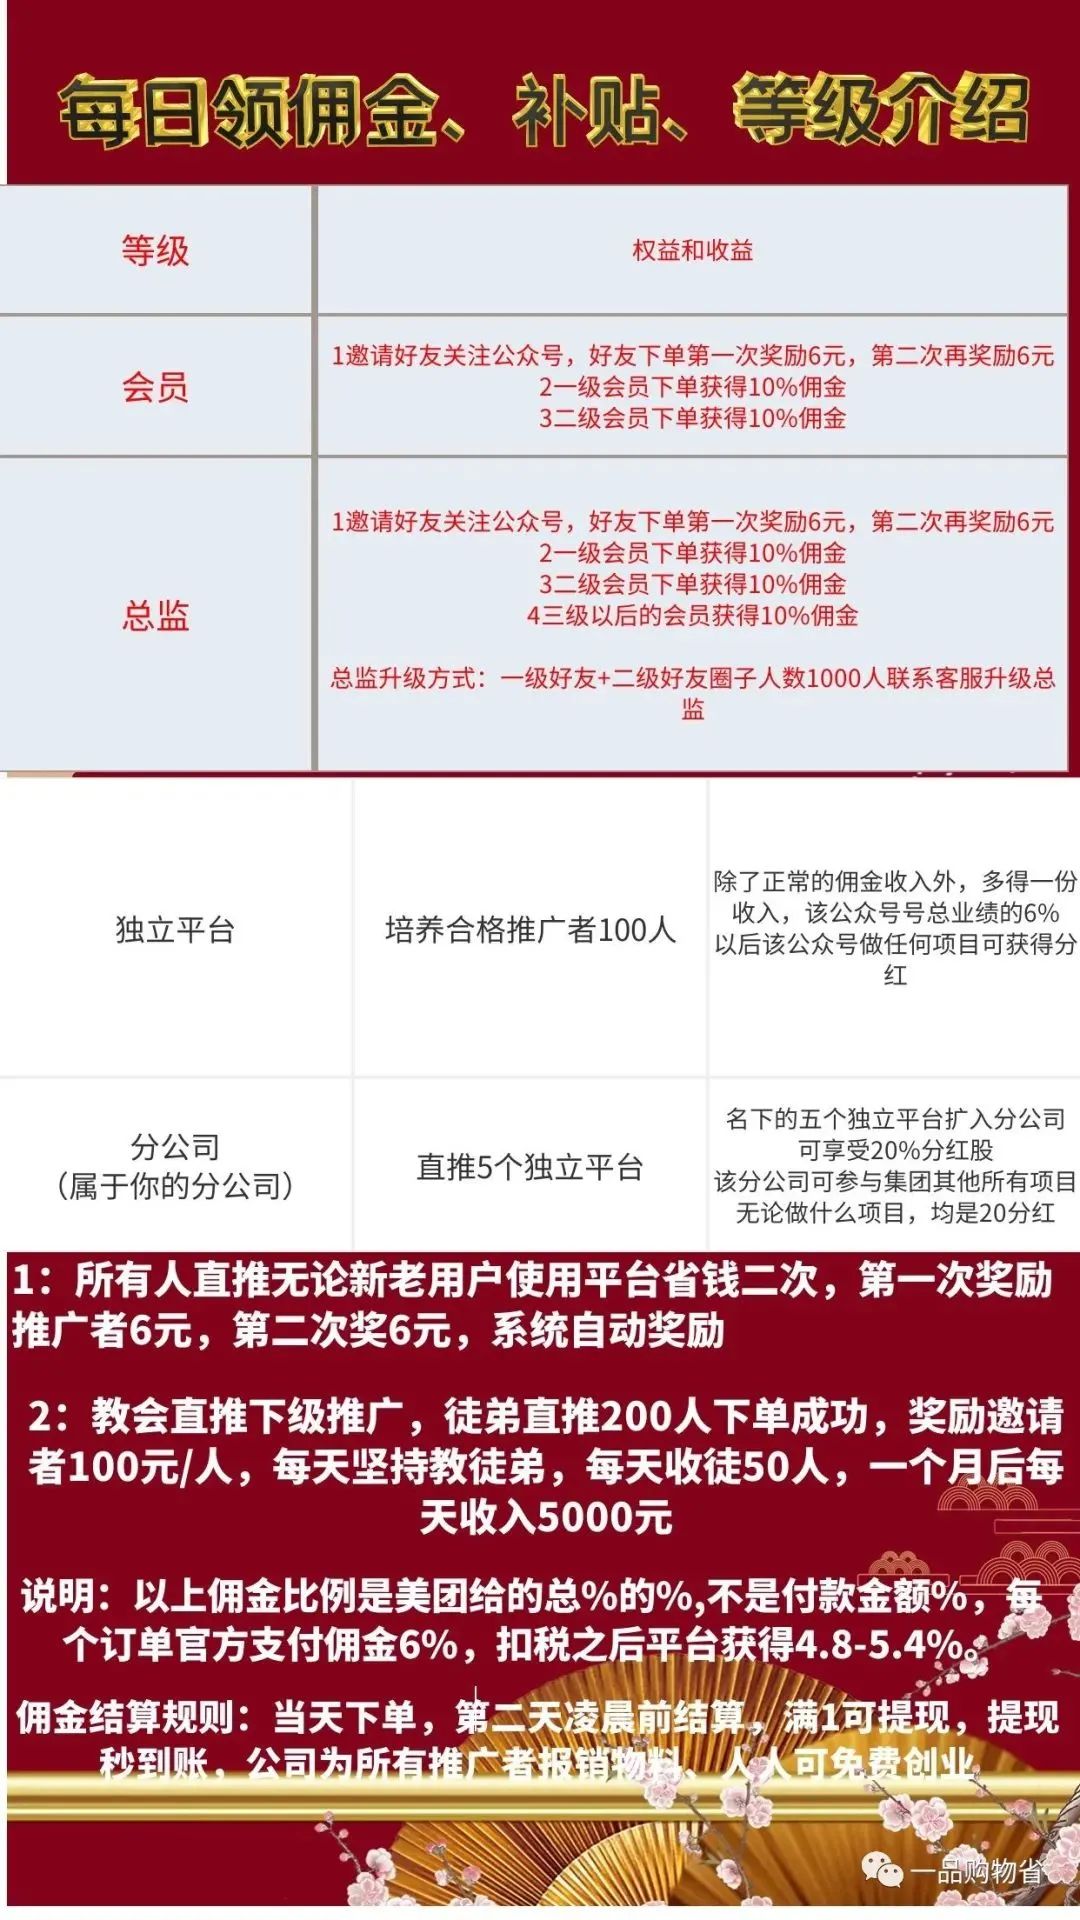 每日领佣金、补贴、等级介绍
等级
权益和收益
会员
1邀请好友关注公众号，好友下单第一次奖励6元，第二次再奖励6元
2一级会员下单获得10%佣金
3二级会员下单获得10%佣金
总监
1邀请好友关注公众号，好友下单第一次奖励6元，第二次再奖励6元
2一级会员下单获得10%佣金
3二级会员下单获得10%佣金
4三级以后的会员获得10%佣金
总监升级方式：一级好友+二级好友圈子人数1000人联系客服升级总
监
独立平台
培养合格推广者100人
除了正常的佣金收入外，多得一份
收入，该公众号号总业绩的6%
以后该公众号做任何项目可获得分
红
分公司
（属于你的分公司）
直推5个独立平台
名下的五个独立平台扩入分公司
可享受20%分红股
该分公司可参与集团其他所有项目
无论做什么项目，均是20分红
1：所有人直推无论新老用户使用平台省钱二次，第一次奖励
推广者6元，第二次奖6元，系统自动奖励
2：教会直推下级推广，徒弟直推200人下单成功，奖励邀请
者100元/人，每天坚持教徒弟，每天收徒50人，一个月后每
天收入5000元
说明：以上佣金比例是美团给的总%的%,不是付款金额%，每
个订单官方支付佣金6%，扣税之后平台获得4.8-5.4%。
佣金结算规则：当天下单，第二天凌晨前结算，满1可提现，提现
秒到账，公司为所有推广者报销物料、人人可免费创业
一品购物省